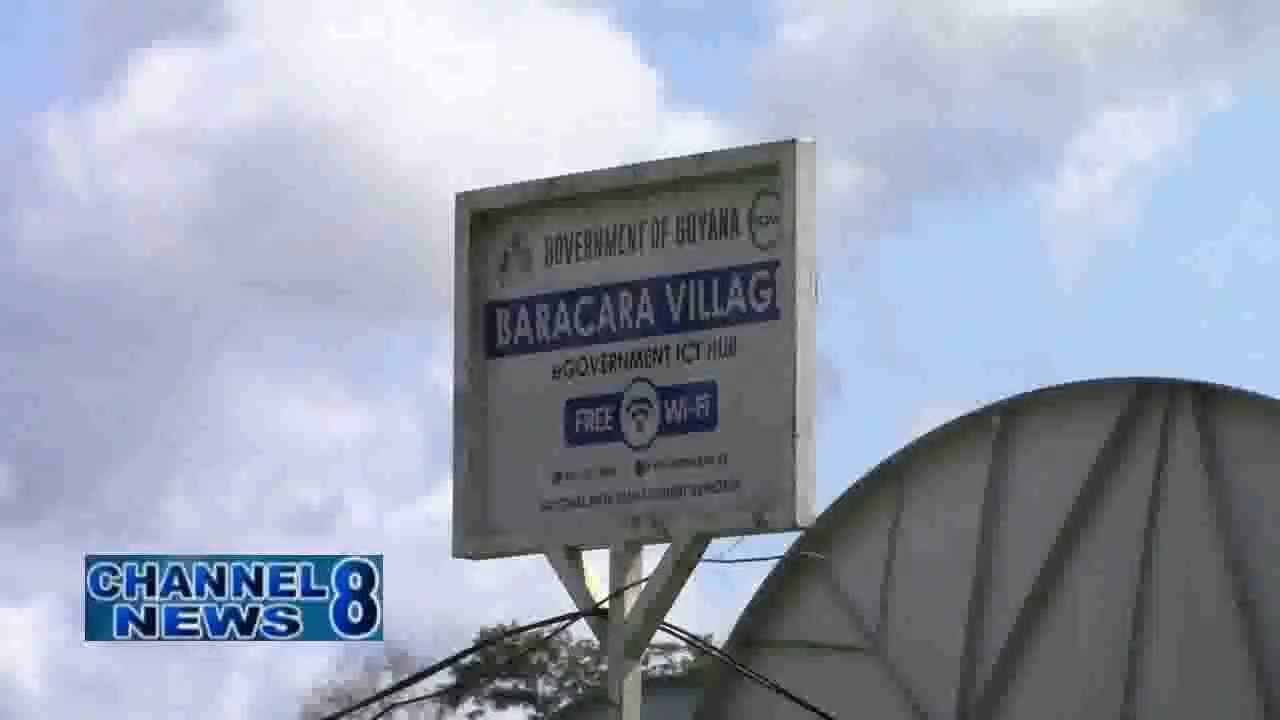 GOVERNMENT OF GUYANA
BARACARA VILLAG
#GOVERNMENT ICT HUB
FREE Wi-Fi
CHANNEL 8
NEWS